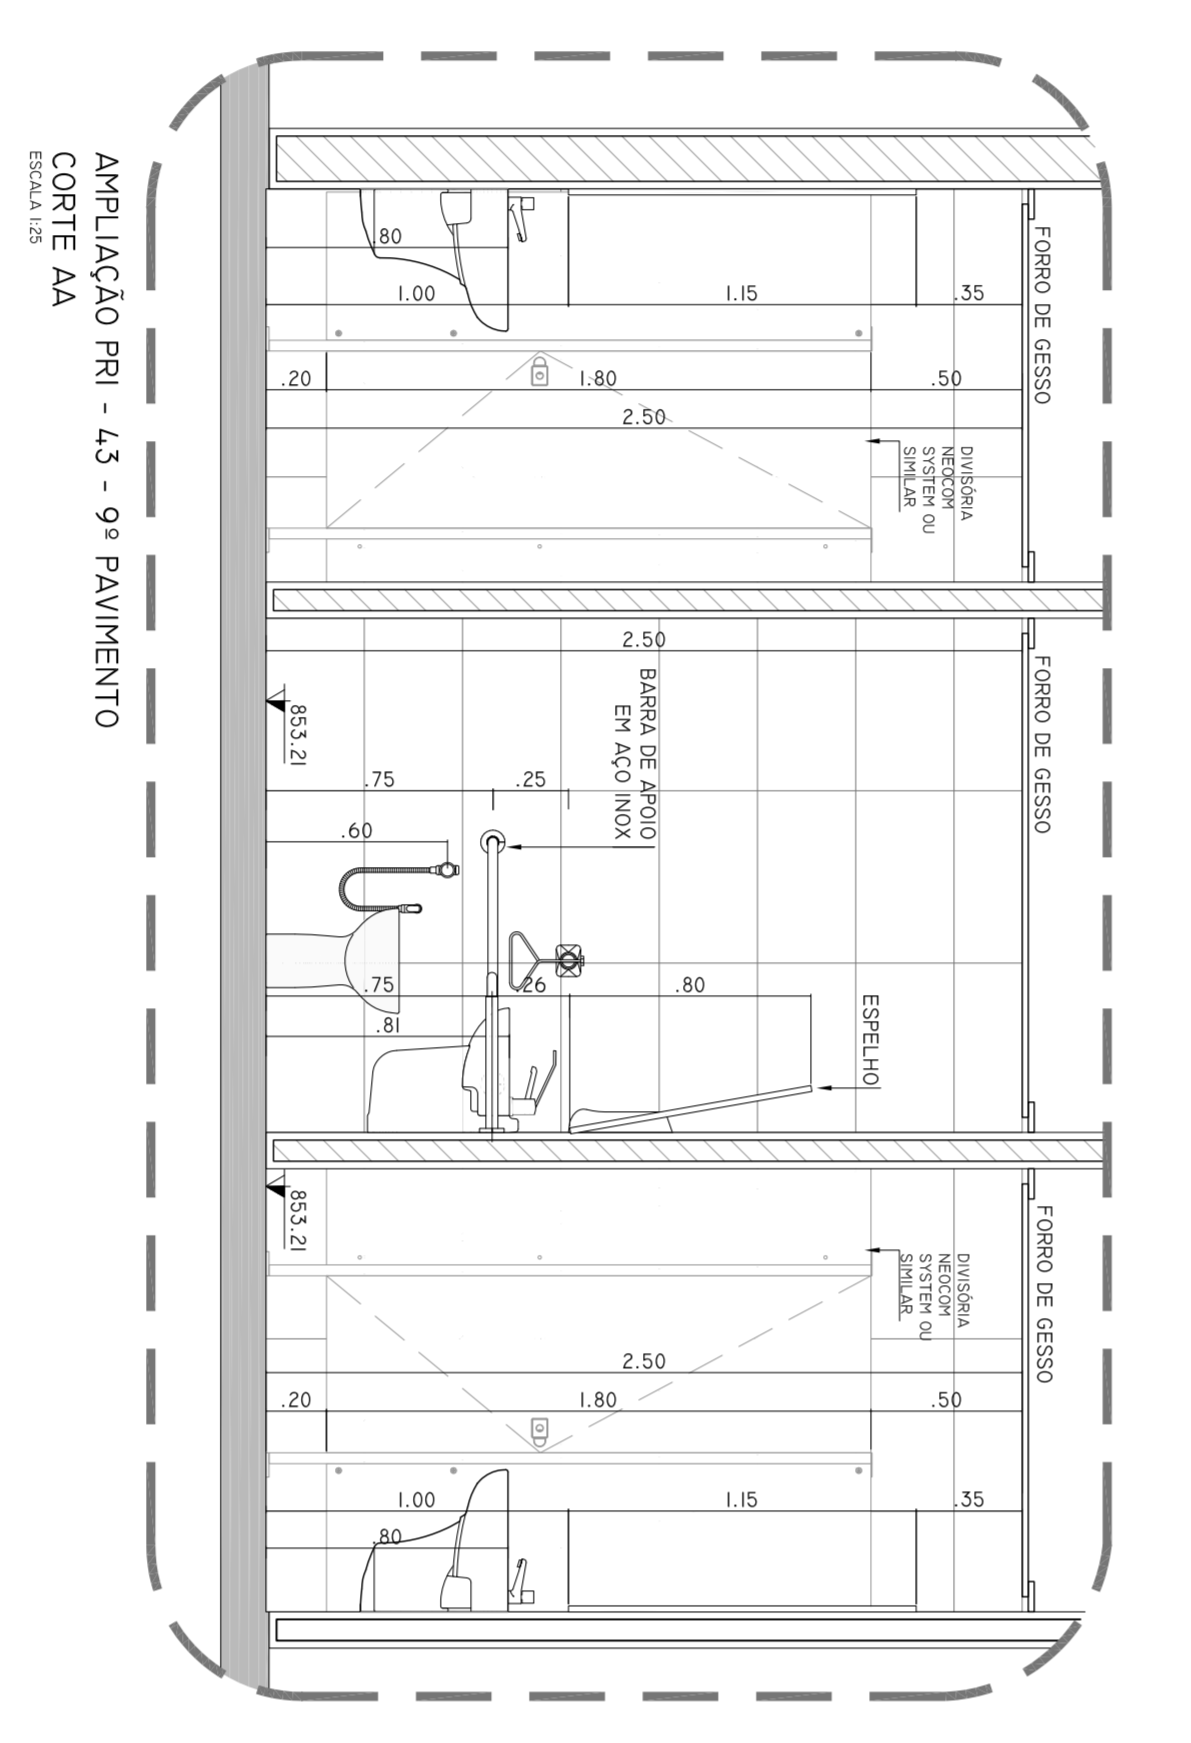 FORRO DE GESSO
.80
1.00
1.15
.35
.20
1.80
.50
2.50
DIVISÓRIA
NEOCOM
SYSTEM OU
SIMILAR
FORRO DE GESSO
2.50
853.21
BARRA DE APOIO
EM AÇO INOX
.75
.25
.60
.75
.26
.80
.81
ESPELHO
FORRO DE GESSO
853.21
DIVISÓRIA
NEOCOM
SYSTEM OU
SIMILAR
2.50
.20
1.80
.50
1.00
1.15
.35
.80
AMPLIAÇÃO PRI - 43 - 9º PAVIMENTO
CORTE AA
ESCALA 1:25